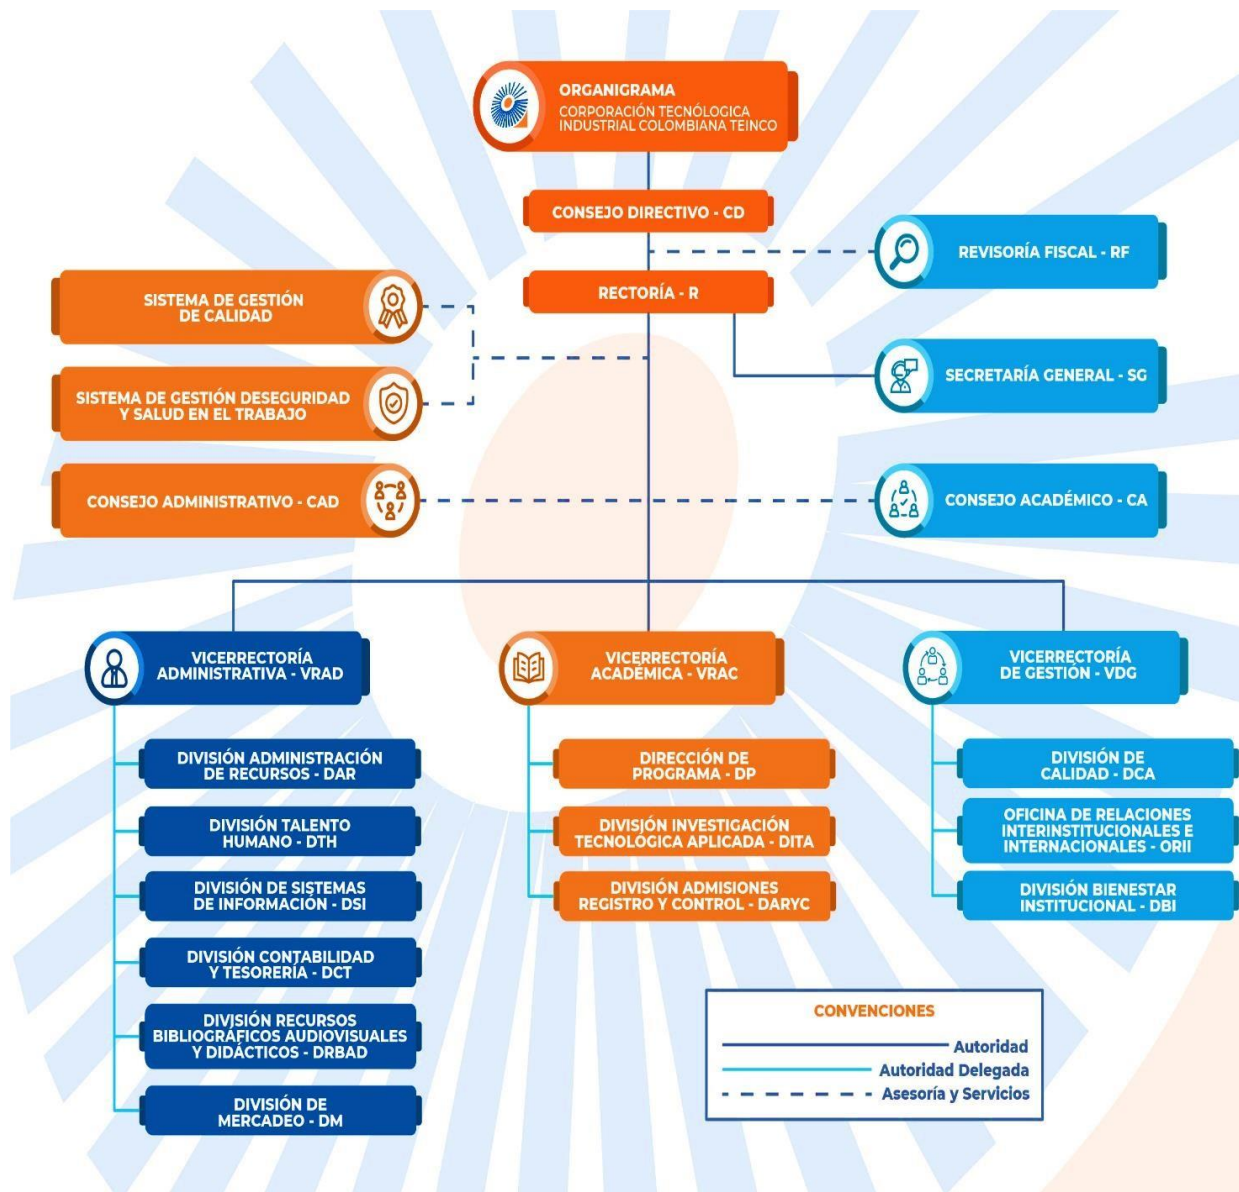 ORGANIGRAMA
CORPORACIÓN TECNÓLOGICA
INDUSTRIAL COLOMBIANA TEINCO
CONSEJO DIRECTIVO - CD
REVISORÍA FISCAL - RF
RECTORÍA - R
SISTEMA DE GESTIÓN
DE CALIDAD
SECRETARÍA GENERAL - SG
SISTEMA DE GESTIÓN DESEGURIDAD
Y SALUD EN EL TRABAJO
CONSEJO ADMINISTRATIVO - CAD
CONSEJO ACADÉMICO - CA
VICERRECTORÍA
ADMINISTRATIVA - VRAD
DIVISIÓN ADMINISTRACIÓN
DE RECURSOS - DAR
DIVISIÓN TALENTO
HUMANO - DTH
DIVISIÓN DE SISTEMAS
DE INFORMACIÓN - DSI
DIVISIÓN CONTABILIDAD
Y TESORERÍA - DCT
DIVISIÓN RECURSOS
BIBLIOGRÁFICOS AUDIOVISUALES
Y DIDÁCTICOS - DRBAD
DIVISIÓN DE
MERCADEO - DM
VICERRECTORÍA
ACADÉMICA - VRAC
DIRECCIÓN DE
PROGRAMA - DP
DIVISIÓN INVESTIGACIÓN
TECNOLÓGICA APLICADA - DITA
DIVISIÓN ADMISIONES
REGISTRO Y CONTROL - DARYC
VICERRECTORÍA
DE GESTIÓN - VDG
DIVISIÓN DE
CALIDAD - DCA
OFICINA DE RELACIONES
INTERINSTITUCIONALES E
INTERNACIONALES - ORII
DIVISIÓN BIENESTAR
INSTITUCIONAL - DBI
CONVENCIONES
Autoridad
Autoridad Delegada
Asesoría y Servicios